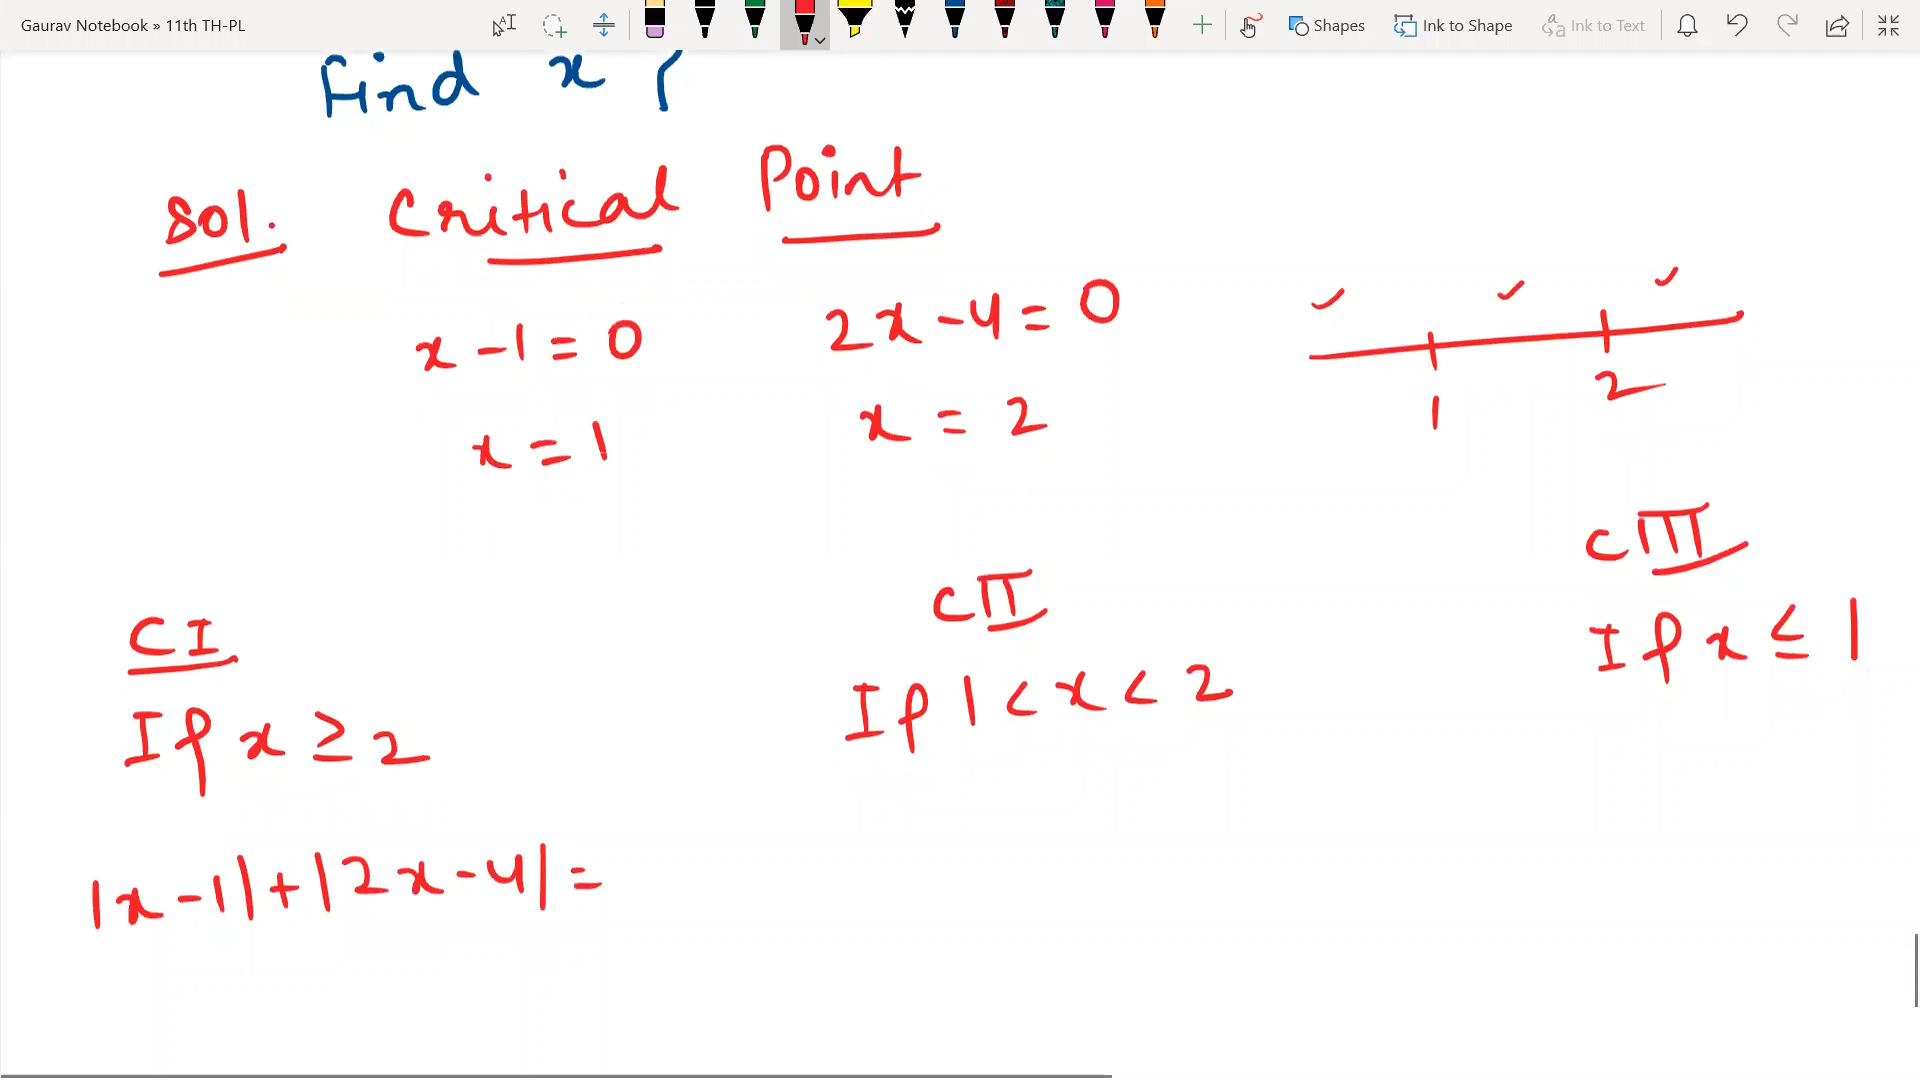 Gaurav Notebook » 11th TH-PL
Shapes
Ink to Shape
Ink to Text
Find x
Sol. Critical Point
x - 1 = 0
2x - 4 = 0
x = 1
x = 2
1 2
CI
If x ≥ 2
|x - 1| + |2x - 4| =
CII
If 1 < x < 2
CIII
If x ≤ 1